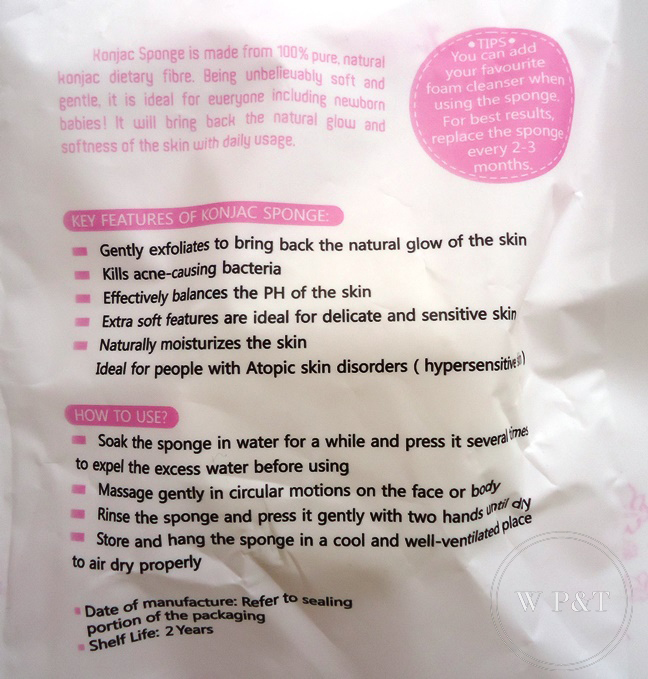 Konjac Sponge is made from 100% pure, natural
konjac dietary fibre. Being unbelievably soft and
gentle, it is ideal for everyone including newborn
babies! It will bring back the natural glow and
softness of the skin with daily usage.
•TIPS•
You can add
your favourite
foam cleanser when
using the sponge.
For best results,
replace the sponge
every 2-3
months.
KEY FEATURES OF KONJAC SPONGE:
Gently exfoliates to bring back the natural glow of the skin
Kills acne-causing bacteria
Effectively balances the PH of the skin
Extra soft features are ideal for delicate and sensitive skin
Naturally moisturizes the skin
Ideal for people with Atopic skin disorders ( hypersensitive )
HOW TO USE?
Soak the sponge in water for a while and press it several times
to expel the excess water before using
Massage gently in circular motions on the face or body
Rinse the sponge and press it gently with two hands until dry
Store and hang the sponge in a cool and well-ventilated place
to air dry properly
Date of manufacture: Refer to sealing
portion of the packaging
Shelf Life: 2 Years
W P&T